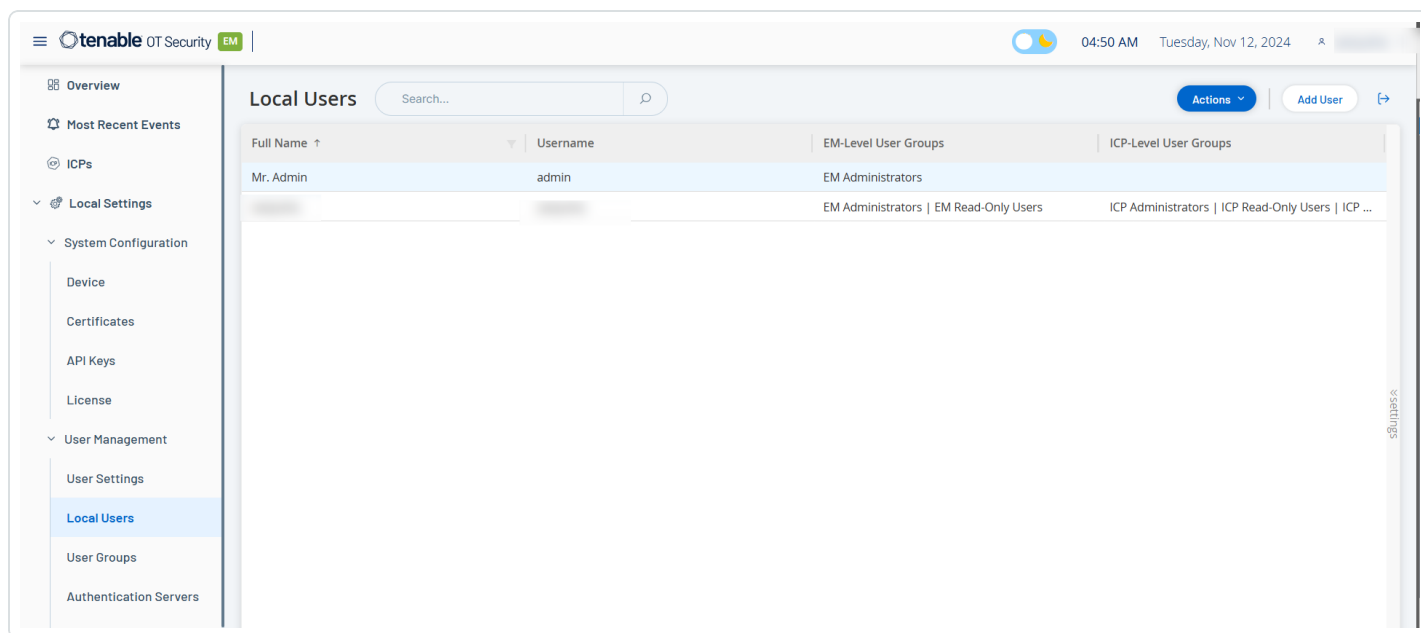 tenable OT Security EM
04:50 AM Tuesday, Nov 12, 2024
Overview
Most Recent Events
ICPs
Local Settings
System Configuration
Device
Certificates
API Keys
License
User Management
User Settings
Local Users
User Groups
Authentication Servers
Local Users Search... Actions Add User
Full Name ↑ Username EM-Level User Groups ICP-Level User Groups
Mr. Admin admin EM Administrators
EM Administrators | EM Read-Only Users ICP Administrators | ICP Read-Only Users | ICP ...
settings